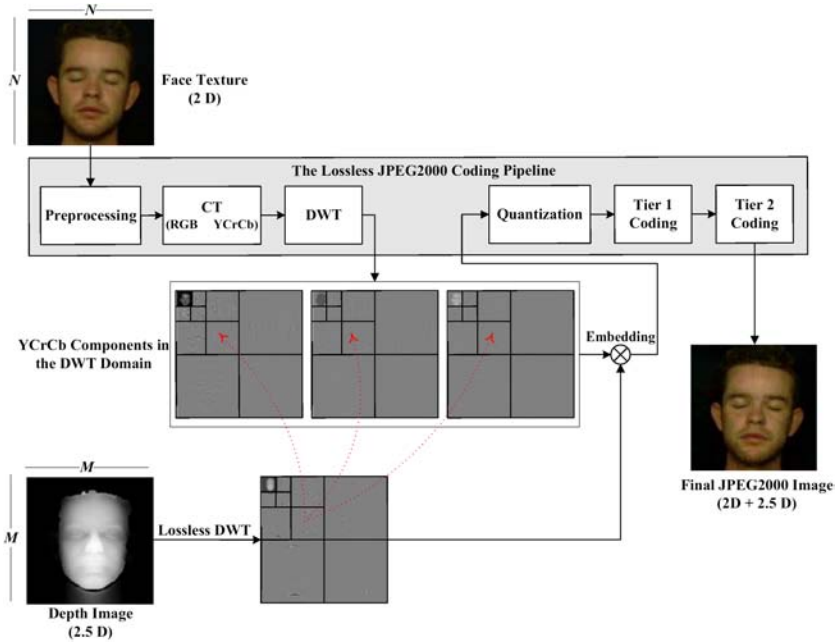 N
N
Face Texture
(2 D)
The Lossless JPEG2000 Coding Pipeline
Preprocessing
CT
(RGB YCrCb)
DWT
Quantization
Tier 1
Coding
Tier 2
Coding
YCrCb Components in
the DWT Domain
Embedding
M
M
Lossless DWT
Final JPEG2000 Image
(2D + 2.5 D)
Depth Image
(2.5 D)